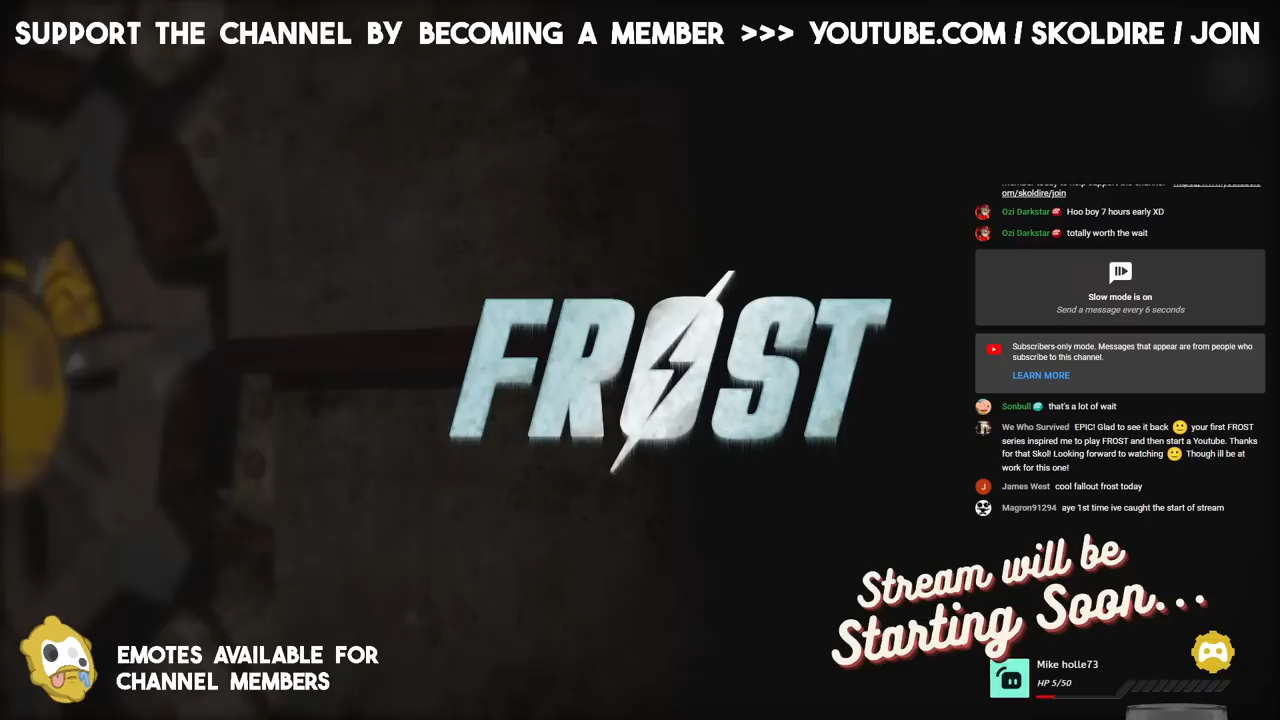 SUPPORT THE CHANNEL BY BECOMING A MEMBER >>> YOUTUBE.COM / SKOLDIRE / JOIN
om/skoldire/join
Ozi Darkstar Hoo boy 7 hours early XD
Ozi Darkstar totally worth the wait
Slow mode is on
Send a message every 6 seconds
Subscribers-only mode. Messages that appear are from people who
subscribe to this channel.
LEARN MORE
FROST
Sonbull that's a lot of wait
We Who Survived EPIC! Glad to see it back 🙂 your first FROST
series inspired me to play FROST and then start a Youtube. Thanks
for that Skol! Looking forward to watching 🙂 Though ill be at
work for this one!
James West cool fallout frost today
Magron91294 aye 1st time ive caught the start of stream
Stream will be
Starting Soon...
EMOTES AVAILABLE FOR
CHANNEL MEMBERS
Mike holle73
HP 5/50